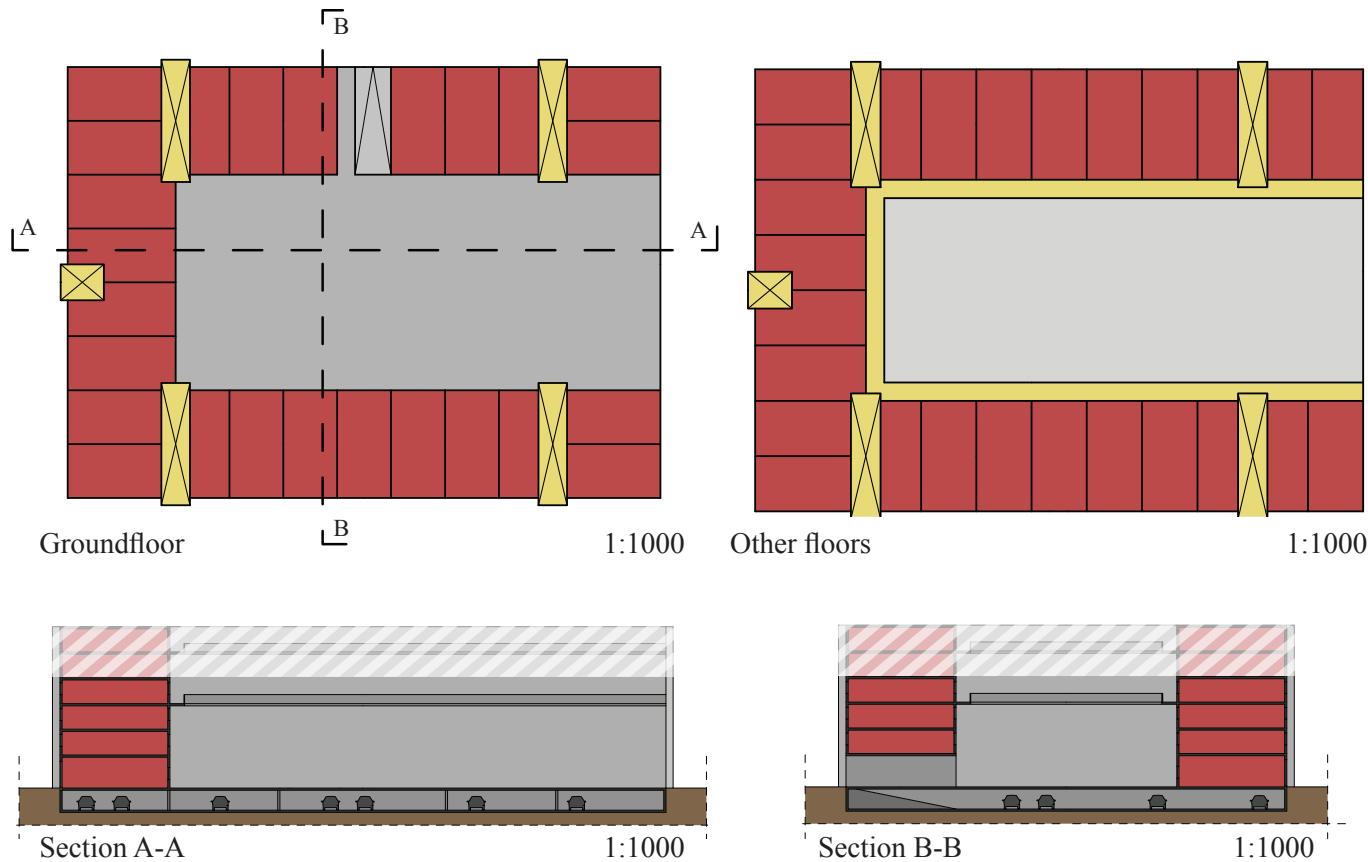 B
A
A
B
Groundfloor 1:1000
Other floors 1:1000
Section A-A 1:1000
Section B-B 1:1000